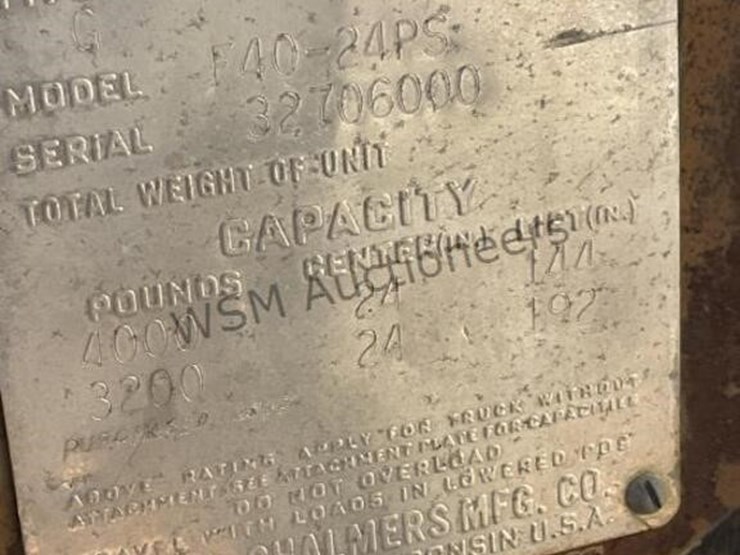 G
MODEL F40-24PS
SERIAL 32706000
TOTAL WEIGHT OF UNIT
CAPACITY
POUNDS CENTER(IN.) LIFT(IN.)
4000 24 144
3200 24 192
WSM Auctioneers
ABOVE RATING APPLY FOR TRUCK WITHOUT
ATTACHMENT. SEE ATTACHMENT PLATE FOR CAPACITIES
DO NOT OVERLOAD
WITH LOADS IN LOWERED POS
CHALMERS MFG. CO.
CONSIN U.S.A.